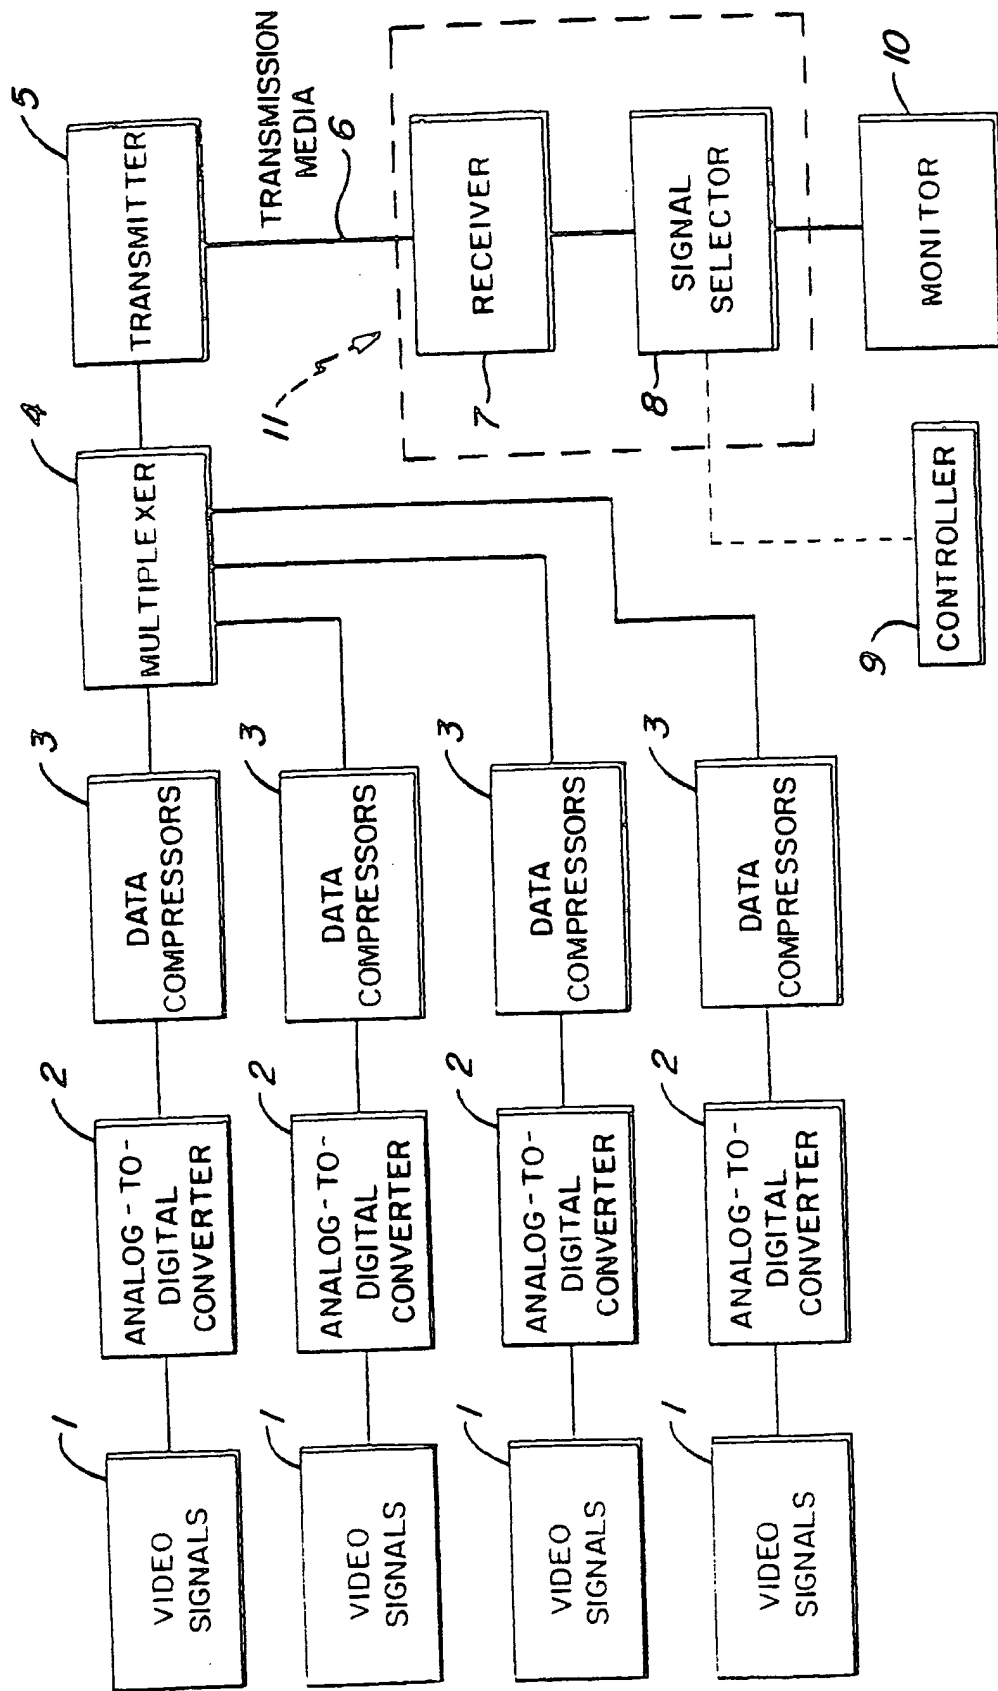 1
VIDEO
SIGNALS
2
ANALOG-TO-
DIGITAL
CONVERTER
3
DATA
COMPRESSORS
4
MULTIPLEXER
5
TRANSMITTER
1
VIDEO
SIGNALS
2
ANALOG-TO-
DIGITAL
CONVERTER
3
DATA
COMPRESSORS
TRANSMISSION
MEDIA
6
1
VIDEO
SIGNALS
2
ANALOG-TO-
DIGITAL
CONVERTER
3
DATA
COMPRESSORS
11
7
RECEIVER
1
VIDEO
SIGNALS
2
ANALOG-TO-
DIGITAL
CONVERTER
3
DATA
COMPRESSORS
8
SIGNAL
SELECTOR
9
CONTROLLER
10
MONITOR